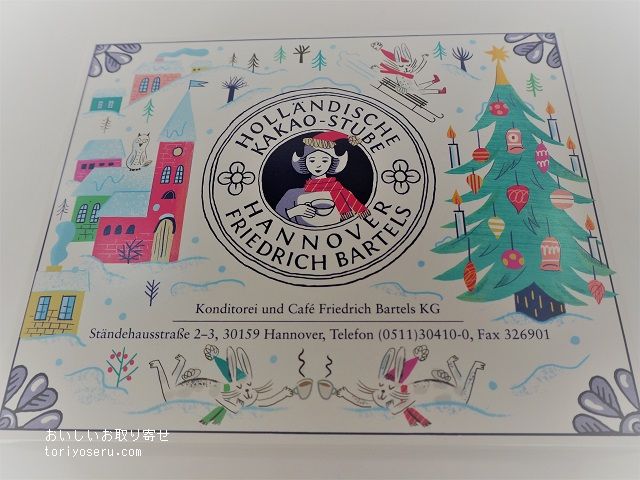 HOLLÄNDISCHE
KAKAO-STUBE
HANNOVER
FRIEDRICH BARTELS
Konditorei und Café Friedrich Bartels KG
Ständehausstraße 2–3, 30159 Hannover, Telefon (0511)30410-0, Fax 326901
おいしいお取り寄せ
toriyoseru.com